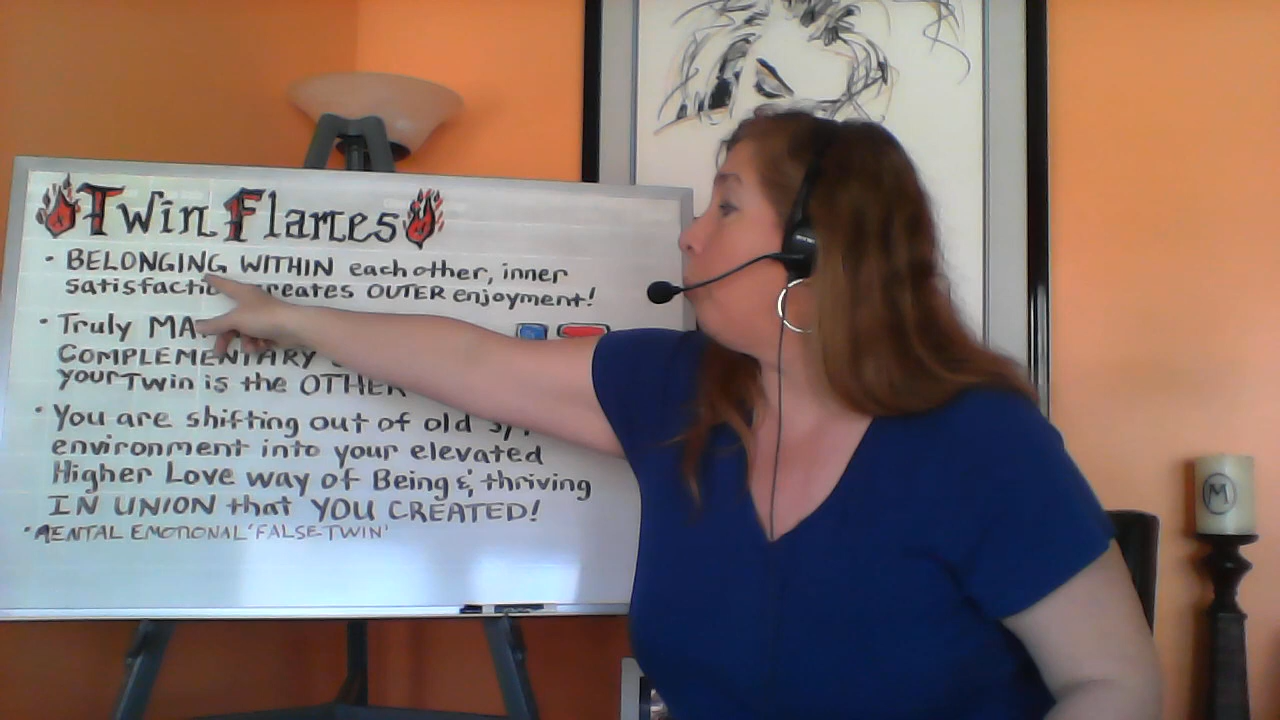 Twin Flames
• BELONGING WITHIN each other, inner
satisfacti creates OUTER enjoyment!
• Truly MA
COMPLEMENTARY
your Twin is the OTHER
• You are shifting out of old
environment into your elevated
Higher Love way of Being & thriving
IN UNION that YOU CREATED!
• MENTAL EMOTIONAL 'FALSE TWIN'
M